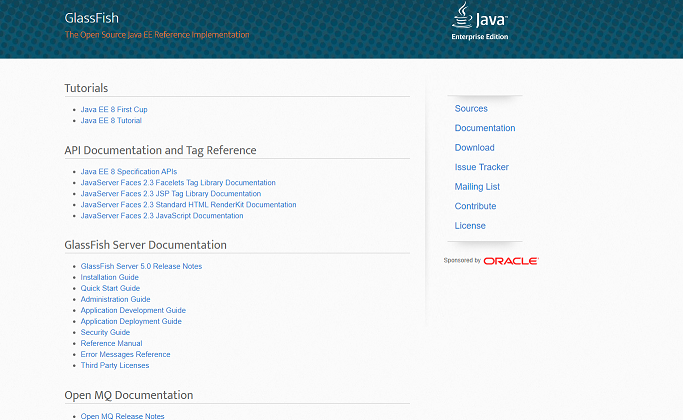 GlassFish
The Open Source Java EE Reference Implementation
Java™
Enterprise Edition
Tutorials
Java EE 8 First Cup
Java EE 8 Tutorial
API Documentation and Tag Reference
Java EE 8 Specification APIs
JavaServer Faces 2.3 Facelets Tag Library Documentation
JavaServer Faces 2.3 JSP Tag Library Documentation
JavaServer Faces 2.3 Standard HTML RenderKit Documentation
JavaServer Faces 2.3 JavaScript Documentation
GlassFish Server Documentation
GlassFish Server 5.0 Release Notes
Installation Guide
Quick Start Guide
Administration Guide
Application Development Guide
Application Deployment Guide
Security Guide
Reference Manual
Error Messages Reference
Third Party Licenses
Open MQ Documentation
Open MQ Release Notes
Sources
Documentation
Download
Issue Tracker
Mailing List
Contribute
License
Sponsored by ORACLE